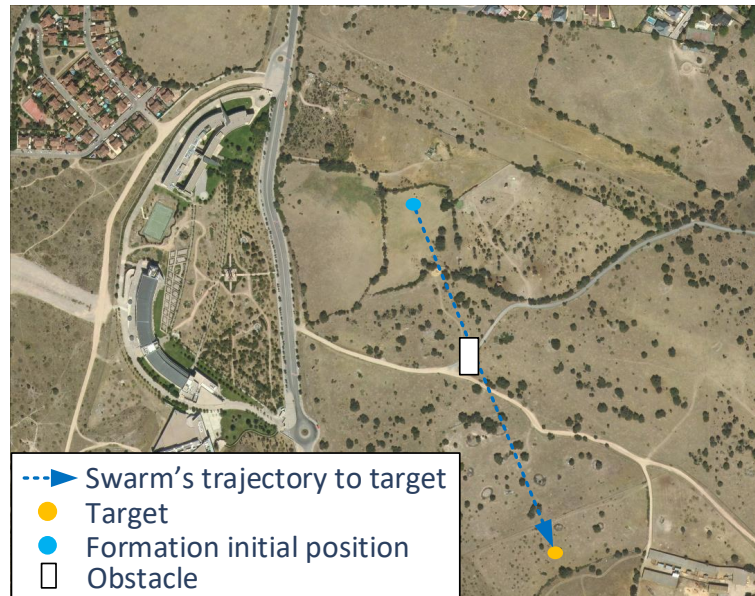 Swarm's trajectory to target
Target
Formation initial position
Obstacle